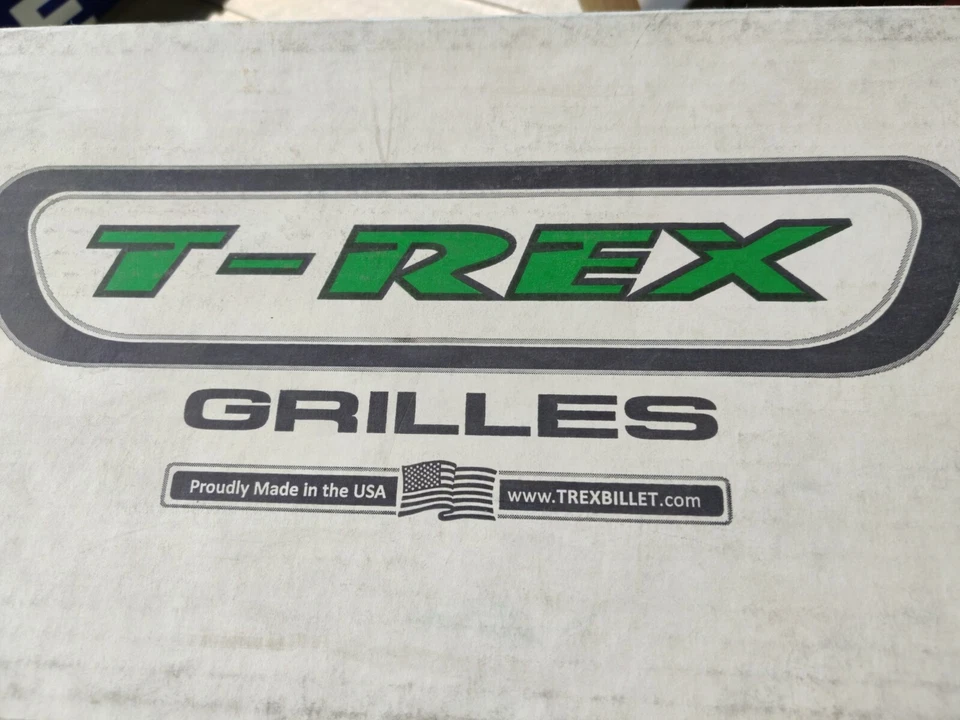 T-REX
GRILLES
Proudly Made in the USA www.TREXBILLET.com